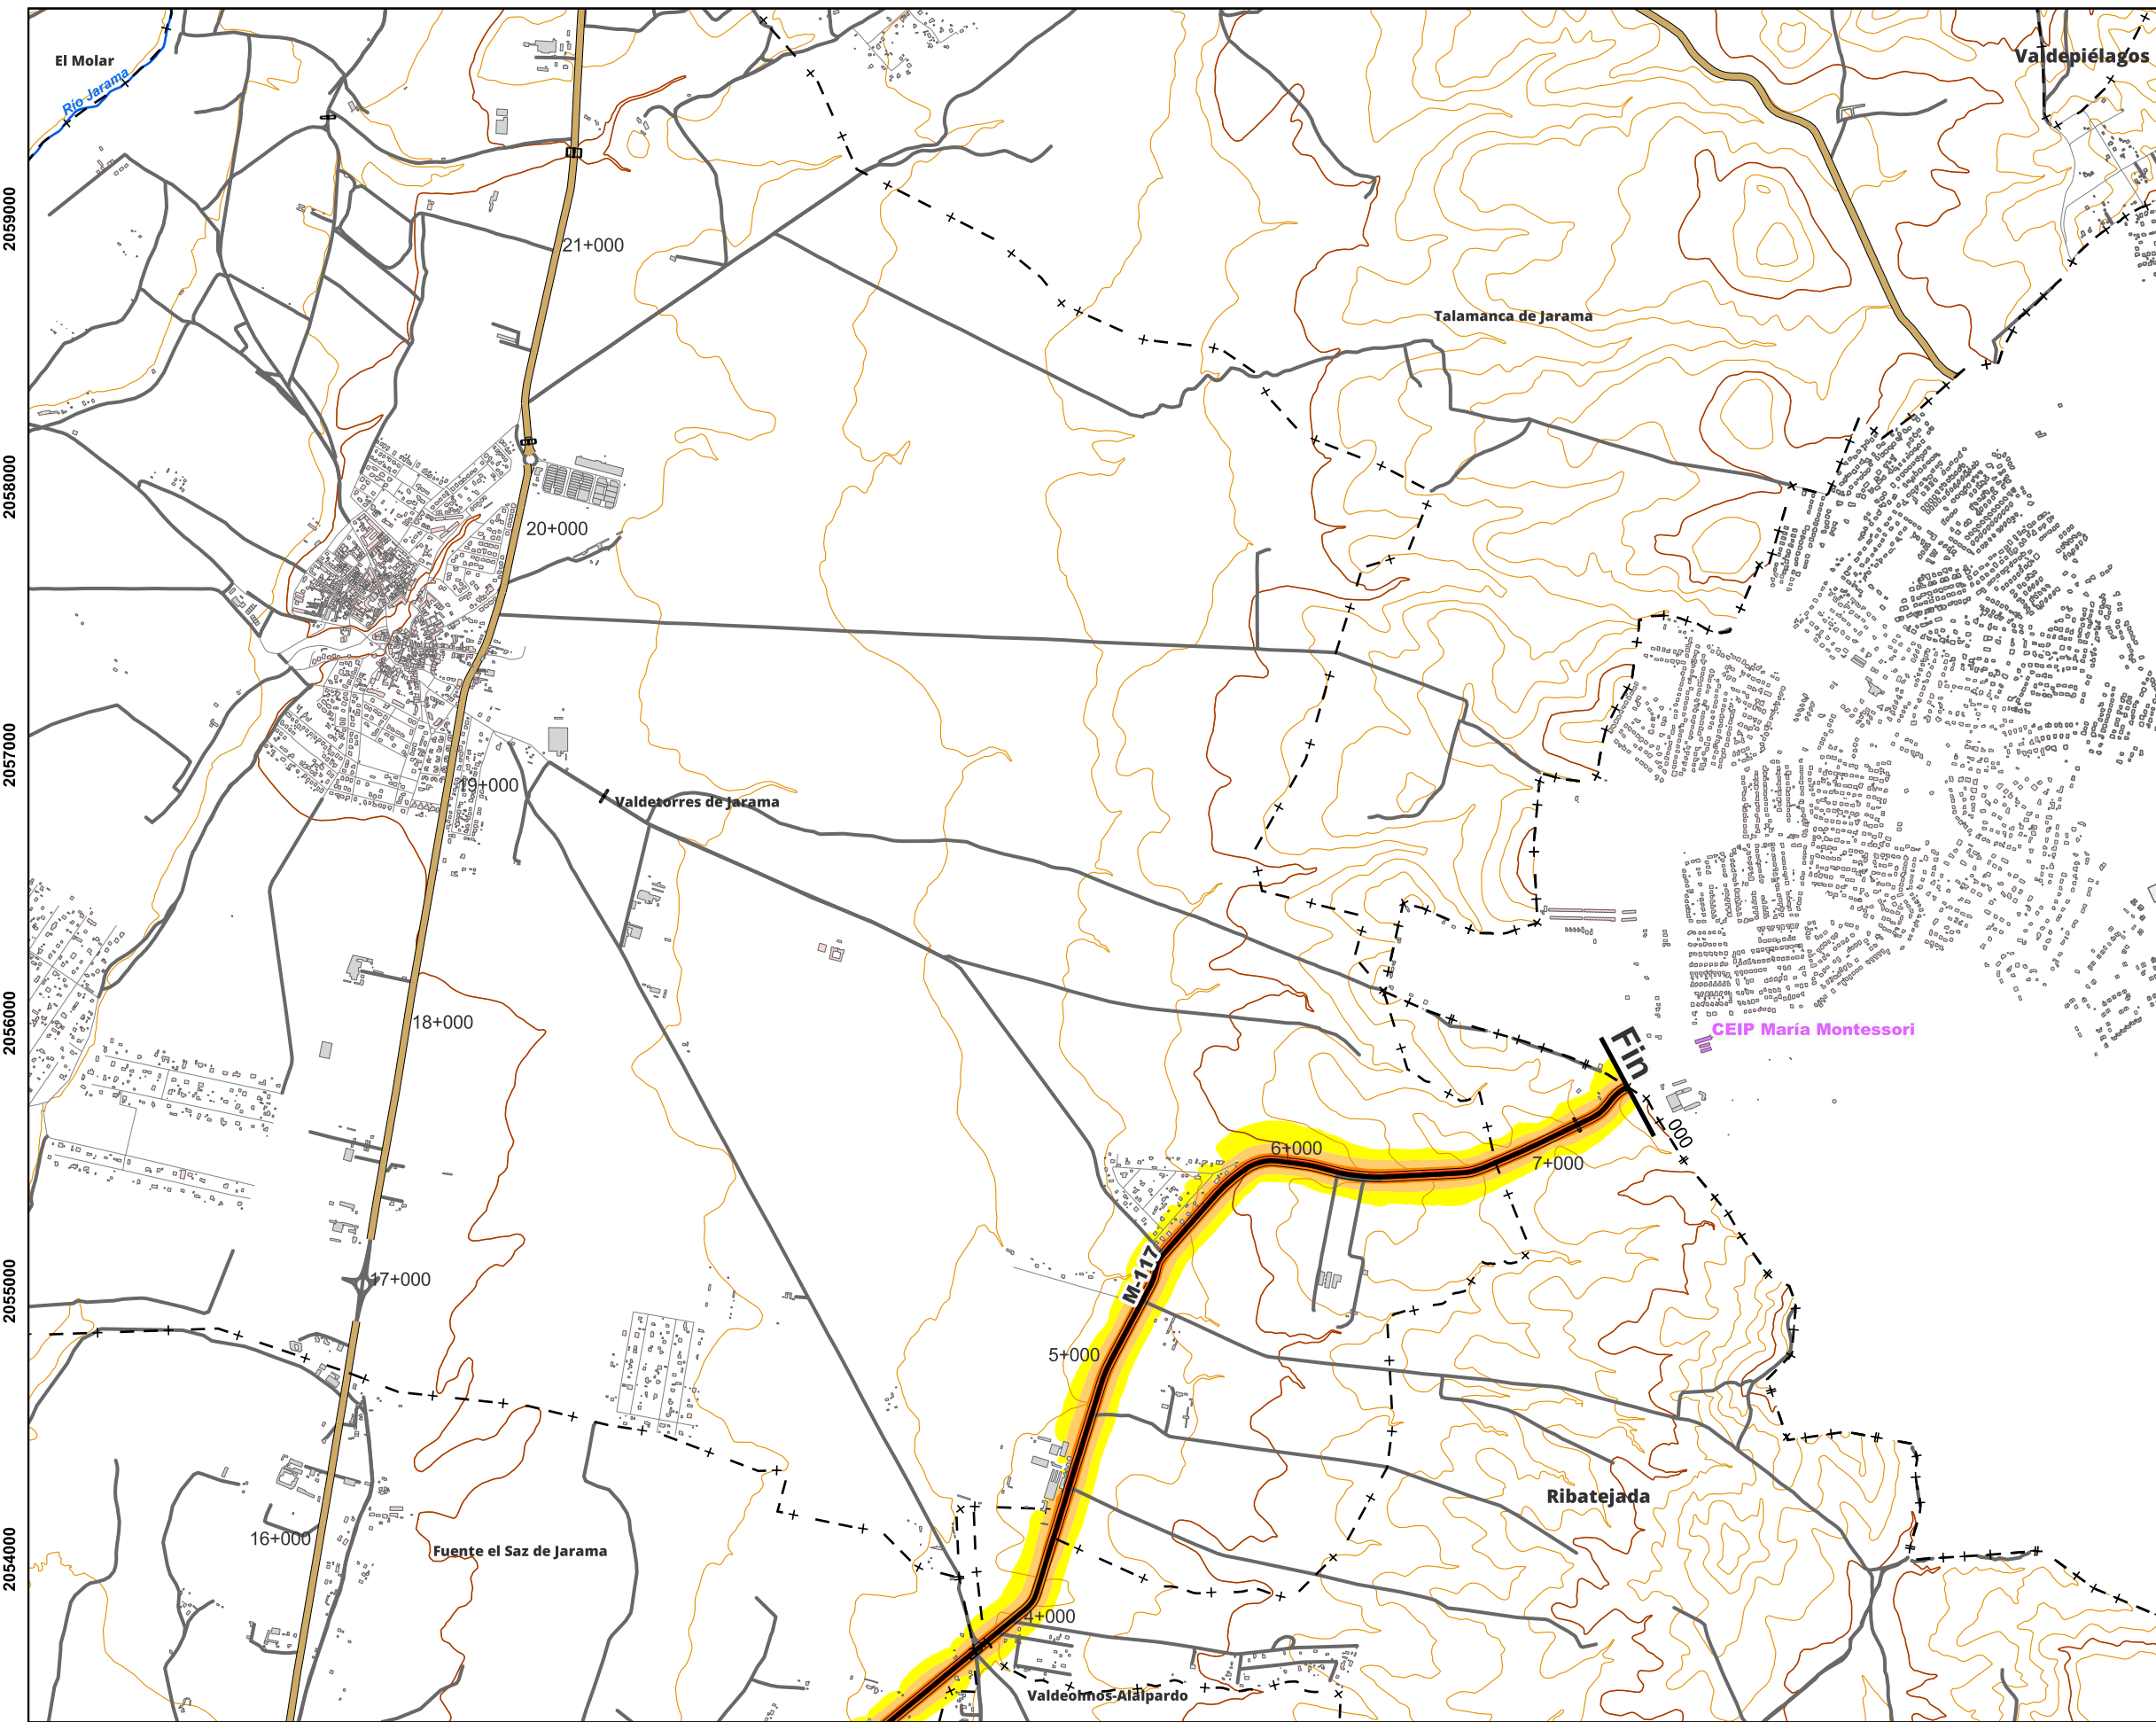 El Molar
Río Jarama
Valdepiélagos
2059000
21+000
Talamanca de Jarama
2058000
20+000
2057000
19+000
Valdetorres de Jarama
2056000
18+000
CEIP María Montessori
Fin
000
6+000
7+000
2055000
17+000
M-117
5+000
Ribatejada
2054000
16+000
Fuente el Saz de Jarama
4+000
Valdeolmos-Alalpardo